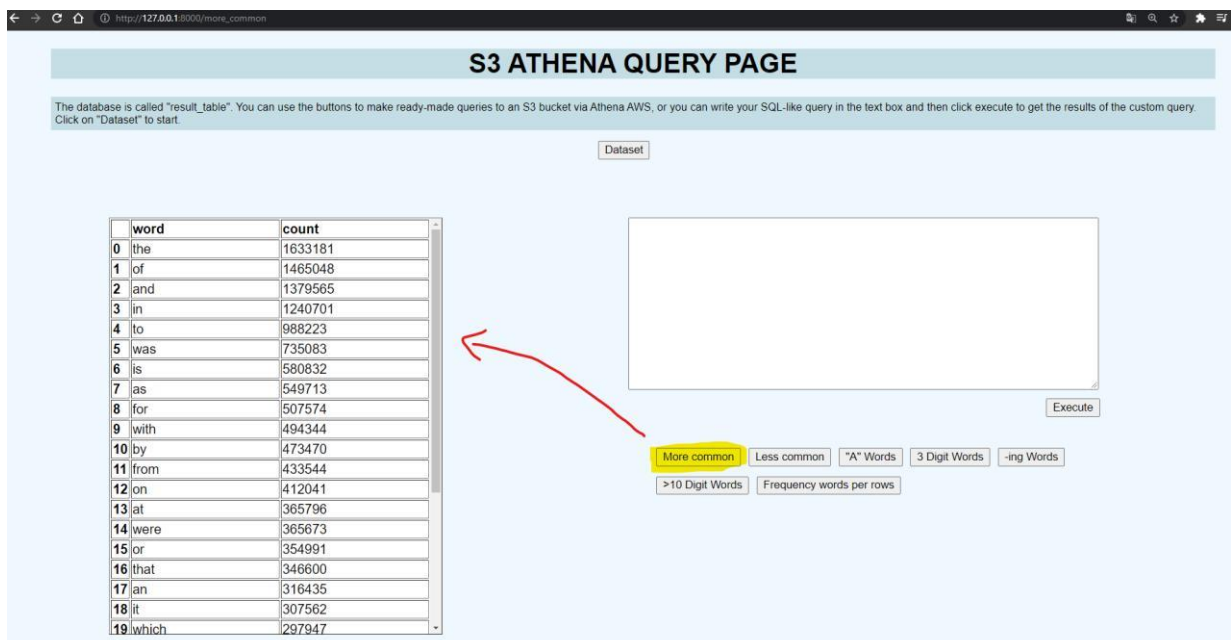 http://127.0.0.1:8000/more_common
S3 ATHENA QUERY PAGE
The database is called "result_table". You can use the buttons to make ready-made queries to an S3 bucket via Athena AWS, or you can write your SQL-like query in the text box and then click execute to get the results of the custom query.
Click on "Dataset" to start.
Dataset
word count
0 the 1633181
1 of 1465048
2 and 1379565
3 in 1240701
4 to 988223
5 was 735083
6 is 580832
7 as 549713
8 for 507574
9 with 494344
10 by 473470
11 from 433544
12 on 412041
13 at 365796
14 were 365673
15 or 354991
16 that 346600
17 an 316435
18 it 307562
19 which 297947
Execute
More common Less common "A" Words 3 Digit Words -ing Words
>10 Digit Words Frequency words per rows